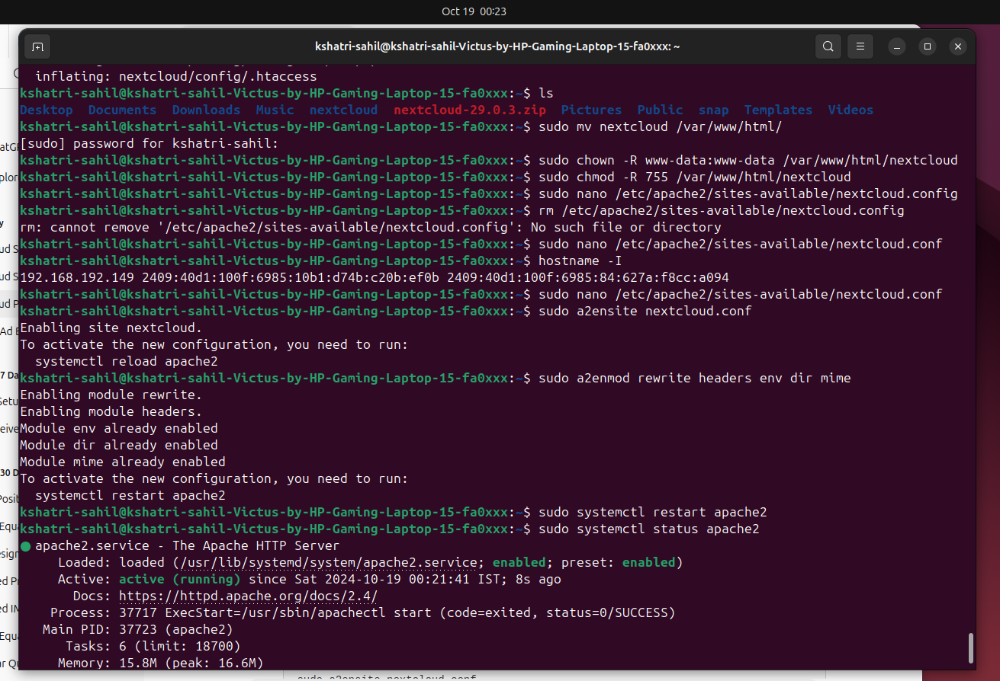 Oct 19 00:23
kshatri-sahil@kshatri-sahil-Victus-by-HP-Gaming-Laptop-15-fa0xxx: ~
inflating: nextcloud/config/.htaccess
kshatri-sahil@kshatri-sahil-Victus-by-HP-Gaming-Laptop-15-fa0xxx:~$ ls
Desktop Documents Downloads Music nextcloud nextcloud-29.0.3.zip Pictures Public snap Templates Videos
kshatri-sahil@kshatri-sahil-Victus-by-HP-Gaming-Laptop-15-fa0xxx:~$ sudo mv nextcloud /var/www/html/
[sudo] password for kshatri-sahil:
kshatri-sahil@kshatri-sahil-Victus-by-HP-Gaming-Laptop-15-fa0xxx:~$ sudo chown -R www-data:www-data /var/www/html/nextcloud
kshatri-sahil@kshatri-sahil-Victus-by-HP-Gaming-Laptop-15-fa0xxx:~$ sudo chmod -R 755 /var/www/html/nextcloud
kshatri-sahil@kshatri-sahil-Victus-by-HP-Gaming-Laptop-15-fa0xxx:~$ sudo nano /etc/apache2/sites-available/nextcloud.config
kshatri-sahil@kshatri-sahil-Victus-by-HP-Gaming-Laptop-15-fa0xxx:~$ rm /etc/apache2/sites-available/nextcloud.config
rm: cannot remove '/etc/apache2/sites-available/nextcloud.config': No such file or directory
kshatri-sahil@kshatri-sahil-Victus-by-HP-Gaming-Laptop-15-fa0xxx:~$ sudo nano /etc/apache2/sites-available/nextcloud.conf
kshatri-sahil@kshatri-sahil-Victus-by-HP-Gaming-Laptop-15-fa0xxx:~$ hostname -I
192.168.192.149 2409:40d1:100f:6985:10b1:d74b:c20b:ef0b 2409:40d1:100f:6985:84:627a:f8cc:a094
kshatri-sahil@kshatri-sahil-Victus-by-HP-Gaming-Laptop-15-fa0xxx:~$ sudo nano /etc/apache2/sites-available/nextcloud.conf
kshatri-sahil@kshatri-sahil-Victus-by-HP-Gaming-Laptop-15-fa0xxx:~$ sudo a2ensite nextcloud.conf
Enabling site nextcloud.
To activate the new configuration, you need to run:
systemctl reload apache2
kshatri-sahil@kshatri-sahil-Victus-by-HP-Gaming-Laptop-15-fa0xxx:~$ sudo a2enmod rewrite headers env dir mime
Enabling module rewrite.
Enabling module headers.
Module env already enabled
Module dir already enabled
Module mime already enabled
To activate the new configuration, you need to run:
systemctl restart apache2
kshatri-sahil@kshatri-sahil-Victus-by-HP-Gaming-Laptop-15-fa0xxx:~$ sudo systemctl restart apache2
kshatri-sahil@kshatri-sahil-Victus-by-HP-Gaming-Laptop-15-fa0xxx:~$ sudo systemctl status apache2
apache2.service - The Apache HTTP Server
Loaded: loaded (/usr/lib/systemd/system/apache2.service; enabled; preset: enabled)
Active: active (running) since Sat 2024-10-19 00:21:41 IST; 8s ago
Docs: https://httpd.apache.org/docs/2.4/
Process: 37717 ExecStart=/usr/sbin/apachectl start (code=exited, status=0/SUCCESS)
Main PID: 37723 (apache2)
Tasks: 6 (limit: 18700)
Memory: 15.8M (peak: 16.6M)
sudo a2ensite nextcloud.conf